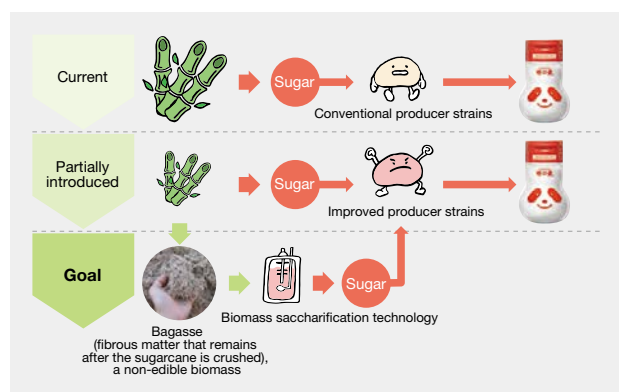 Current
Sugar
Conventional producer strains
Partially
introduced
Sugar
Improved producer strains
Goal
Sugar
Biomass saccharification technology
Bagasse
(fibrous matter that remains
after the sugarcane is crushed),
a non-edible biomass